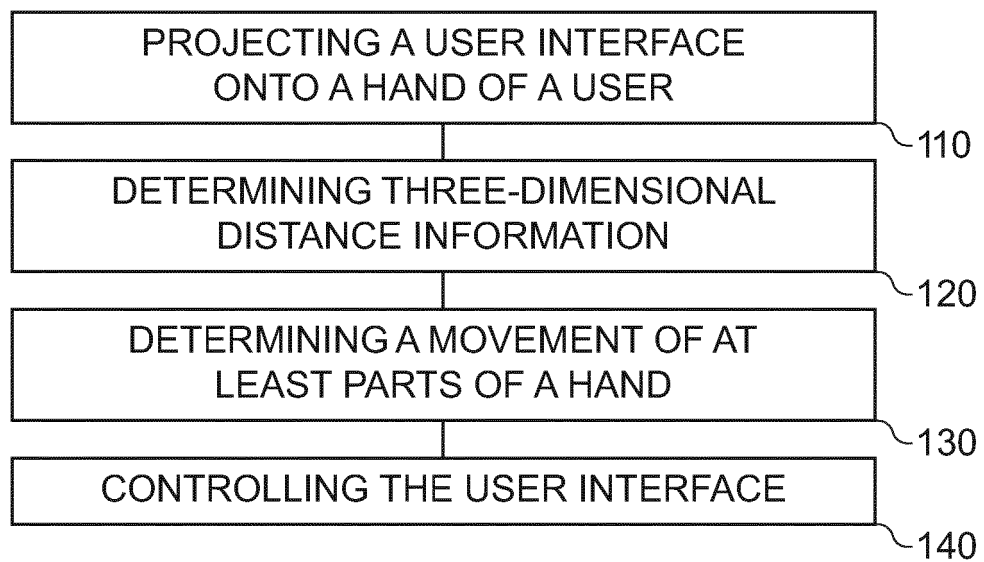 PROJECTING A USER INTERFACE
ONTO A HAND OF A USER
110
DETERMINING THREE-DIMENSIONAL
DISTANCE INFORMATION
120
DETERMINING A MOVEMENT OF AT
LEAST PARTS OF A HAND
130
CONTROLLING THE USER INTERFACE
140